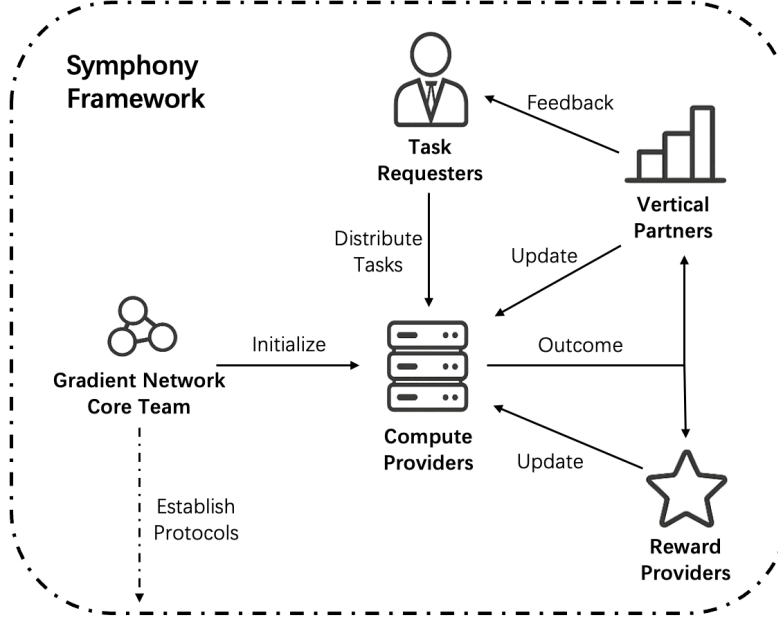 Symphony
Framework
Task
Requesters
Feedback
Vertical
Partners
Distribute
Tasks
Update
Initialize
Outcome
Gradient Network
Core Team
Compute
Providers
Update
Establish
Protocols
Reward
Providers